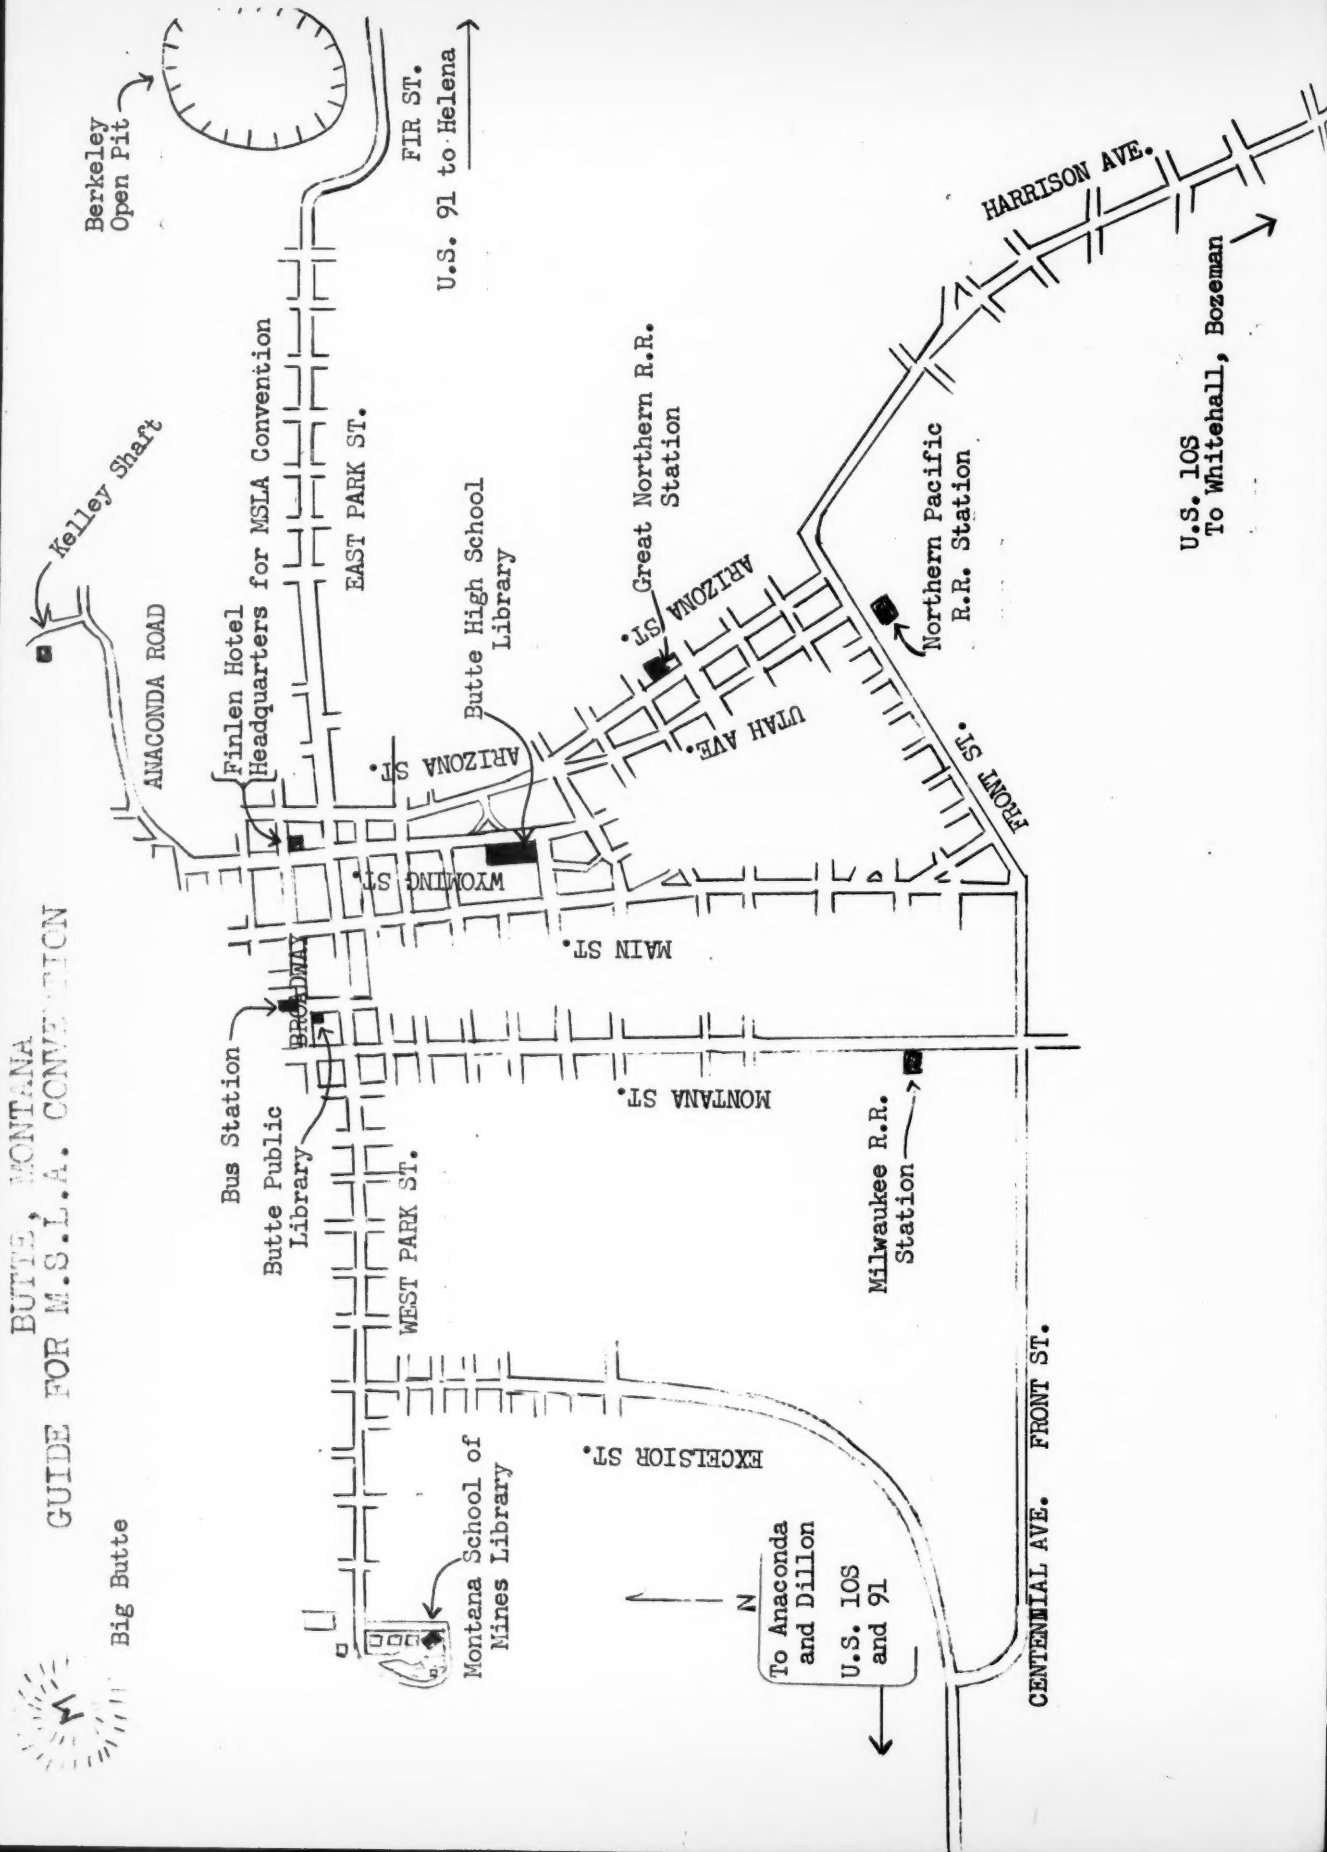 BUTTE, MONTANA
GUIDE FOR M.S.L.A. CONVENTION
M
Big Butte
Kelley Shaft
Berkeley
Open Pit
ANACONDA ROAD
Finlen Hotel
Headquarters for MSLA Convention
Bus Station
BROADWAY
Butte Public
Library
EAST PARK ST.
FIR ST.
U.S. 91 to Helena
WEST PARK ST.
WYOMING ST.
ARIZONA ST.
Butte High School
Library
Montana School of
Mines Library
EXCELSIOR ST.
MONTANA ST.
MAIN ST.
UTAH AVE.
ARIZONA ST.
Great Northern R.R.
Station
N
To Anaconda
and Dillon
U.S. 10S
and 91
Milwaukee R.R.
Station
FRONT ST.
Northern Pacific
R.R. Station
HARRISON AVE.
CENTENNIAL AVE.
FRONT ST.
U.S. 10S
To Whitehall, Bozeman